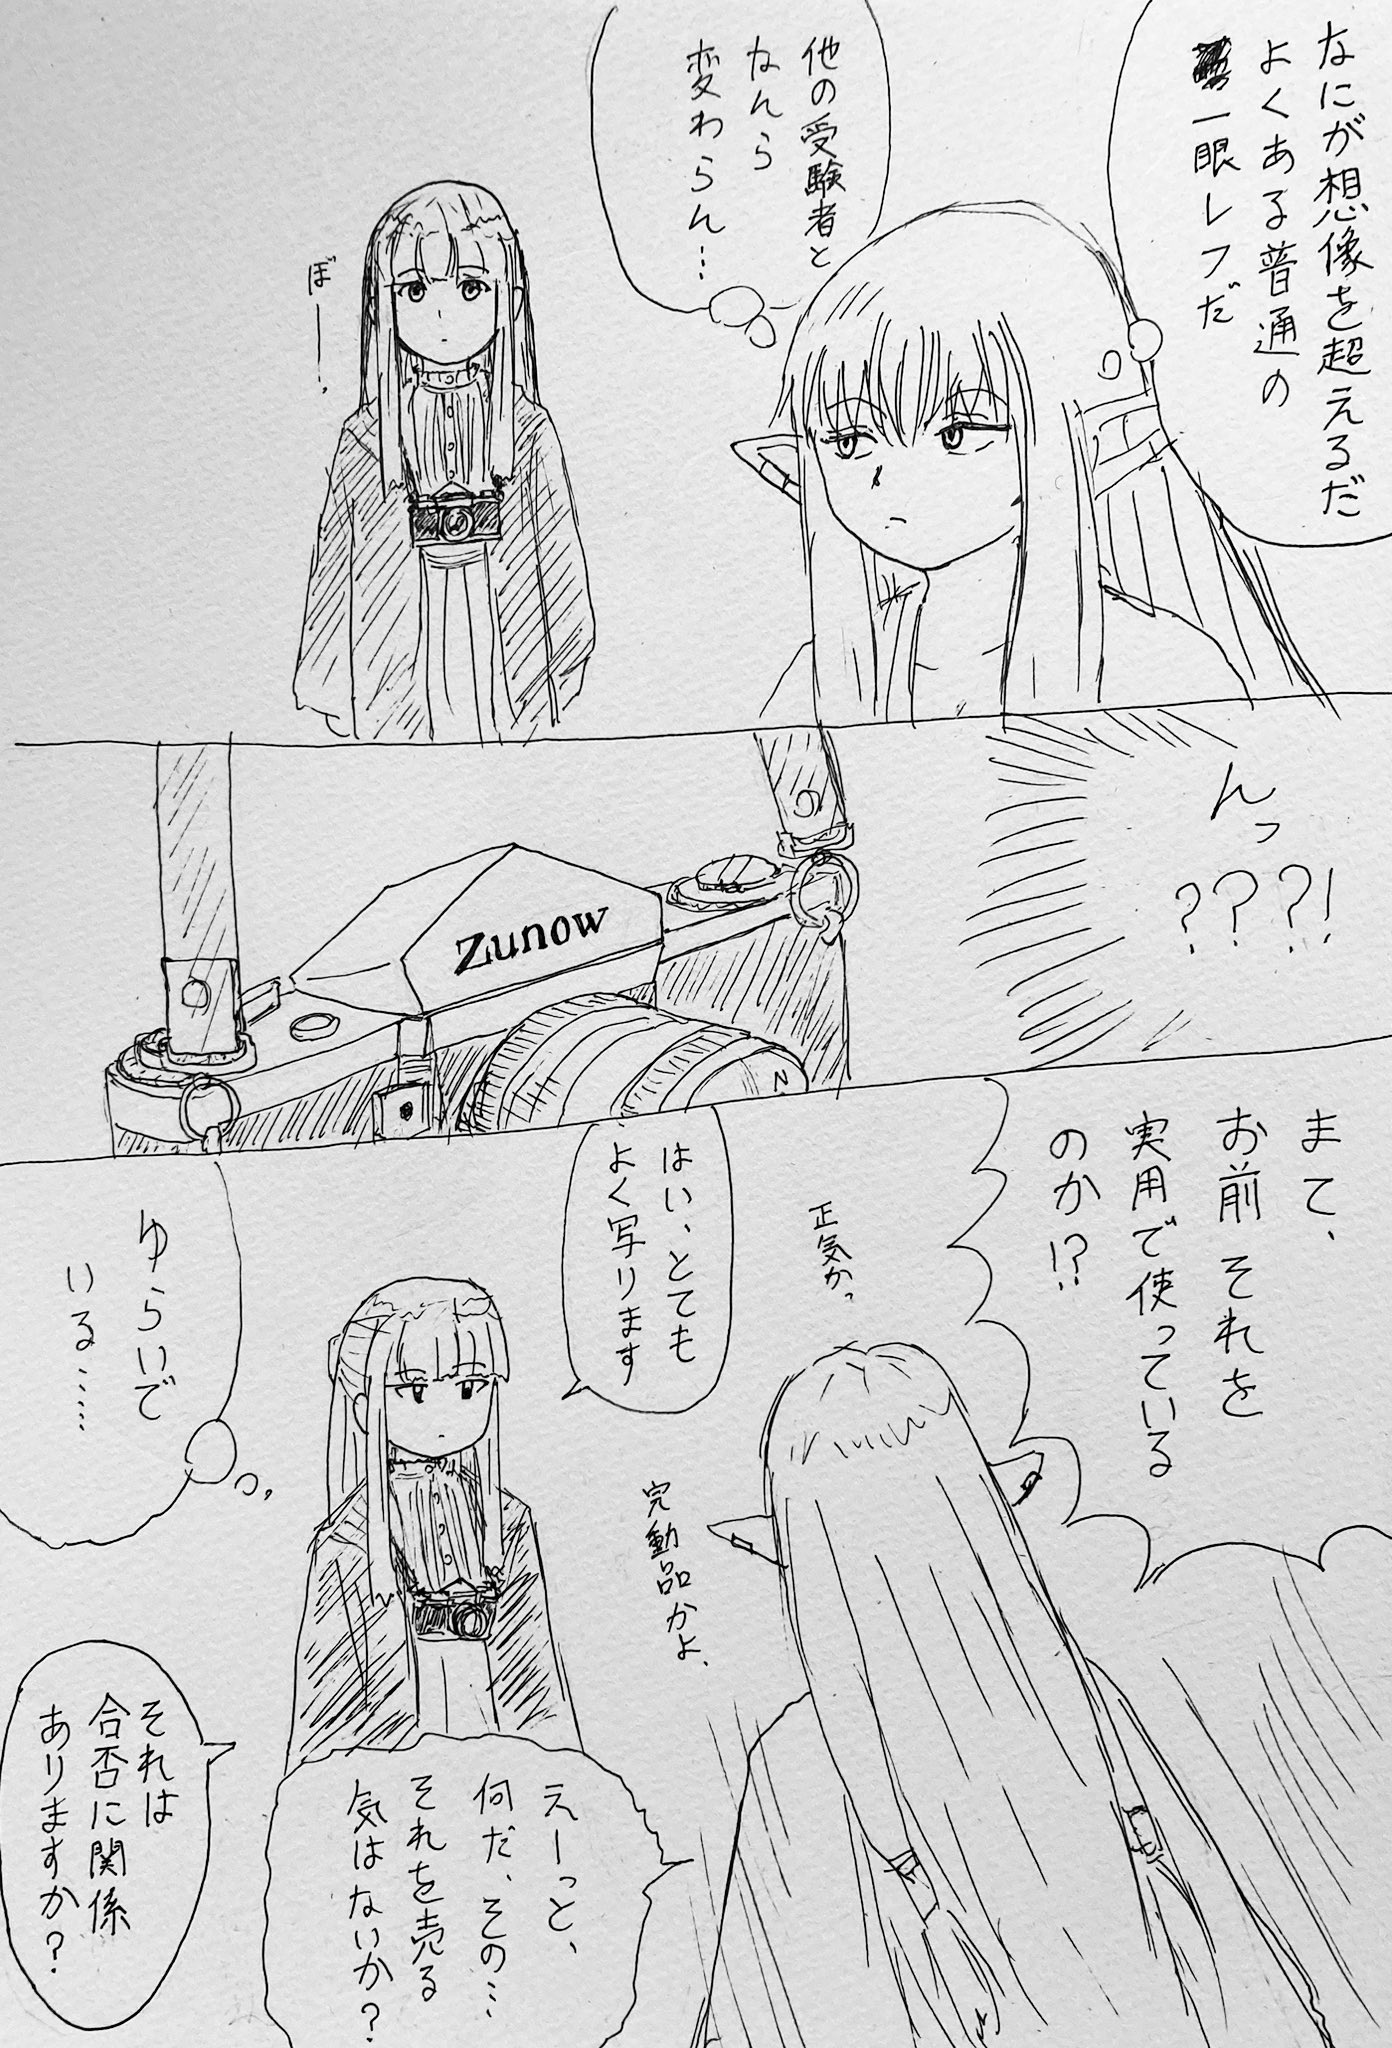 なにが想像を超えるだ
よくある普通の
一眼レフだ
他の受験者と
なんら
変わらん…
ぼーー。
んっ
???!
Zunow
N
まて、
お前それを
実用で使っている
のか!?
正気かっ
はい、とても
よく写ります
完動品かよ、
ゆらいで
いる……
えーっと、
何だ、その…
それを売る
気はないか?
それは
合否に関係
ありますか?